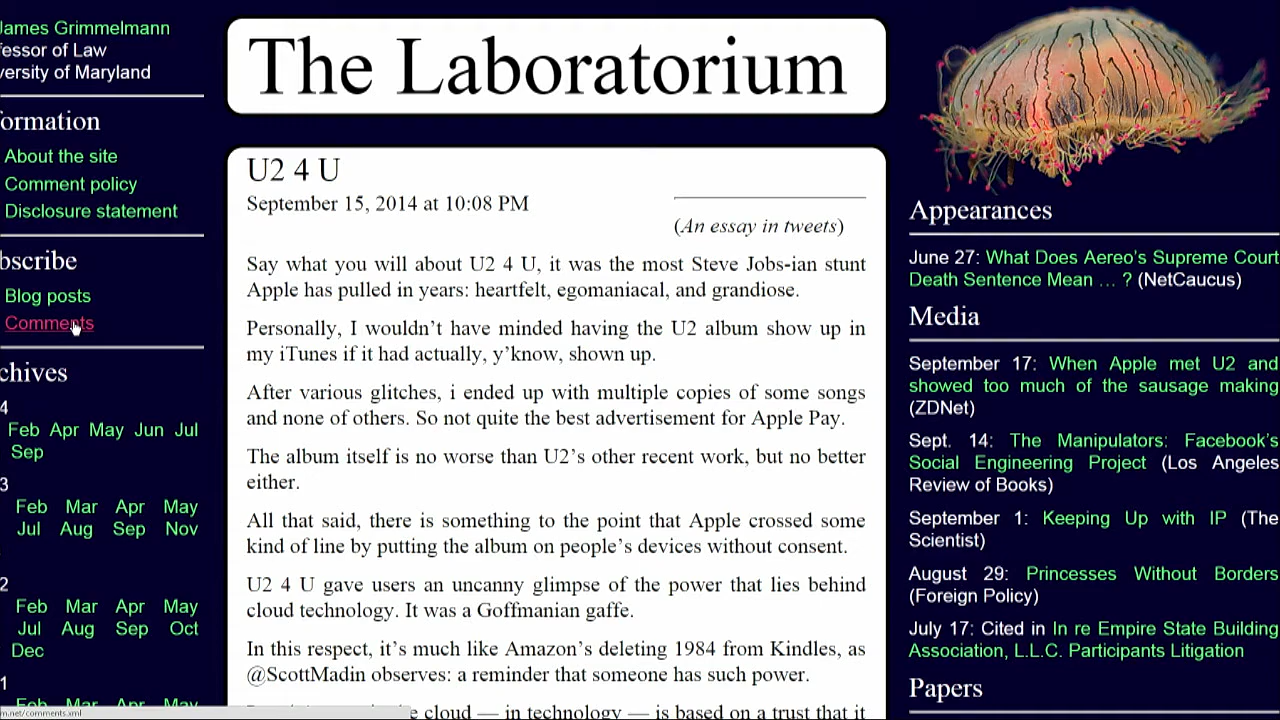 James Grimmelmann
fessor of Law
versity of Maryland
ormation
About the site
Comment policy
Disclosure statement
bscribe
Blog posts
Comments
chives
4
Feb Apr May Jun Jul
Sep
3
Feb Mar Apr May
Jul Aug Sep Nov
2
Feb Mar Apr May
Jul Aug Sep Oct
Dec
1
Feb Mar Apr May
m.net/comments.xml
The Laboratorium
U2 4 U
September 15, 2014 at 10:08 PM
(An essay in tweets)
Say what you will about U2 4 U, it was the most Steve Jobs-ian stunt
Apple has pulled in years: heartfelt, egomaniacal, and grandiose.
Personally, I wouldn’t have minded having the U2 album show up in
my iTunes if it had actually, y’know, shown up.
After various glitches, i ended up with multiple copies of some songs
and none of others. So not quite the best advertisement for Apple Pay.
The album itself is no worse than U2’s other recent work, but no better
either.
All that said, there is something to the point that Apple crossed some
kind of line by putting the album on people’s devices without consent.
U2 4 U gave users an uncanny glimpse of the power that lies behind
cloud technology. It was a Goffmanian gaffe.
In this respect, it’s much like Amazon’s deleting 1984 from Kindles, as
@ScottMadin observes: a reminder that someone has such power.
cloud — in technology — is based on a trust that it
Appearances
June 27: What Does Aereo’s Supreme Court
Death Sentence Mean … ? (NetCaucus)
Media
September 17: When Apple met U2 and
showed too much of the sausage making
(ZDNet)
Sept. 14: The Manipulators: Facebook’s
Social Engineering Project (Los Angeles
Review of Books)
September 1: Keeping Up with IP (The
Scientist)
August 29: Princesses Without Borders
(Foreign Policy)
July 17: Cited in In re Empire State Building
Association, L.L.C. Participants Litigation
Papers